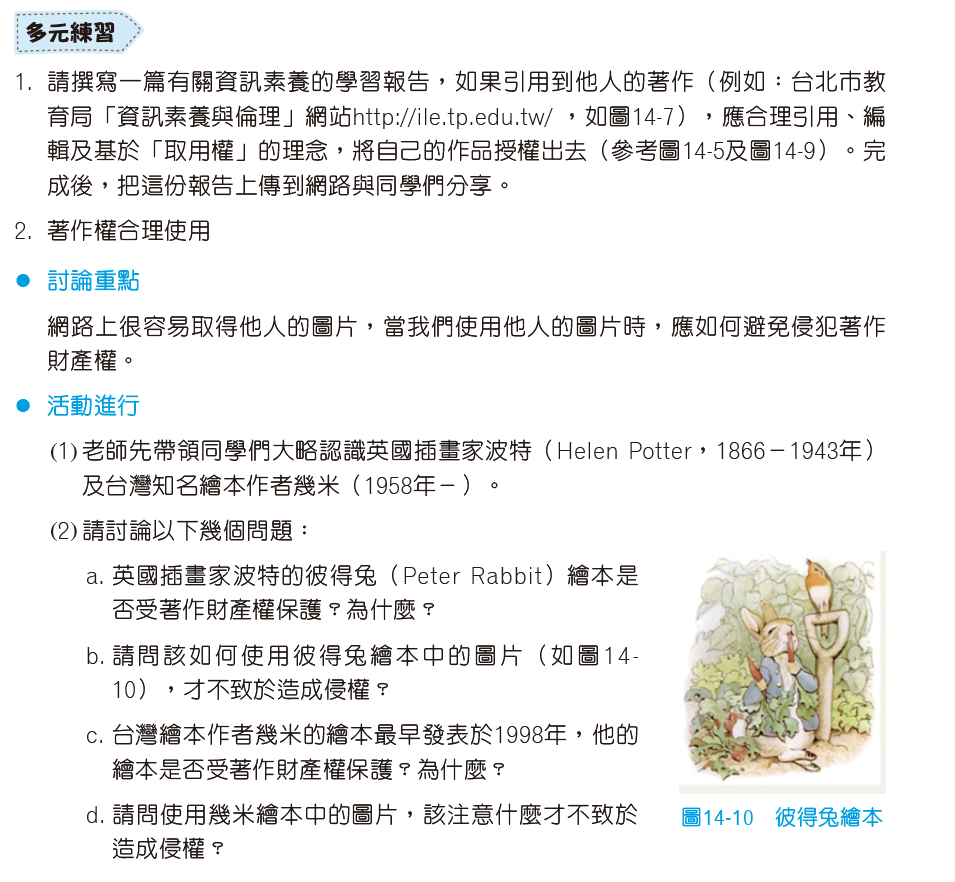 多元練習
1. 請撰寫一篇有關資訊素養的學習報告，如果引用到他人的著作（例如：台北市教
育局「資訊素養與倫理」網站http://ile.tp.edu.tw/ ，如圖14-7），應合理引用、編
輯及基於「取用權」的理念，將自己的作品授權出去（參考圖14-5及圖14-9）。完
成後，把這份報告上傳到網路與同學們分享。
2. 著作權合理使用
● 討論重點
網路上很容易取得他人的圖片，當我們使用他人的圖片時，應如何避免侵犯著作
財產權。
● 活動進行
(1) 老師先帶領同學們大略認識英國插畫家波特（Helen Potter，1866－1943年）
及台灣知名繪本作者幾米（1958年－）。
(2) 請討論以下幾個問題：
a. 英國插畫家波特的彼得兔（Peter Rabbit）繪本是
否受著作財產權保護？為什麼？
b. 請問該如何使用彼得兔繪本中的圖片（如圖14-
10），才不致於造成侵權？
c. 台灣繪本作者幾米的繪本最早發表於1998年，他的
繪本是否受著作財產權保護？為什麼？
d. 請問使用幾米繪本中的圖片，該注意什麼才不致於
造成侵權？
圖14-10 彼得兔繪本